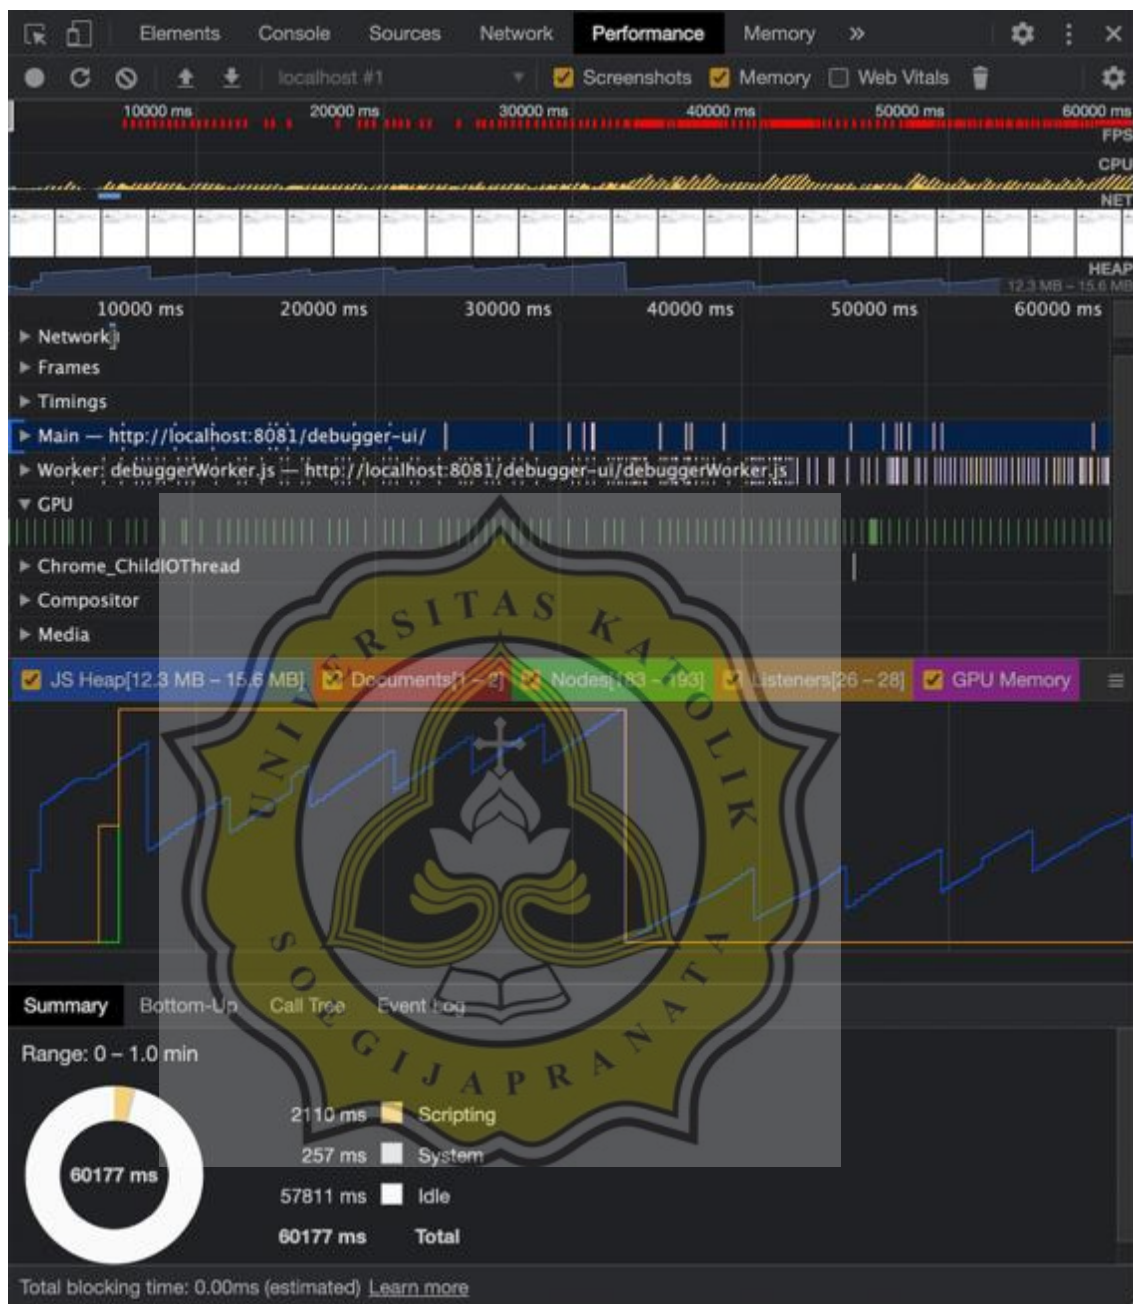 Elements Console Sources Network Performance Memory »
localhost #1 Screenshots Memory Web Vitals
10000 ms 20000 ms 30000 ms 40000 ms 50000 ms 60000 ms
FPS
CPU
NET
HEAP
12.3 MB – 15.6 MB
10000 ms 20000 ms 30000 ms 40000 ms 50000 ms 60000 ms
Network
Frames
Timings
Main — http://localhost:8081/debugger-ui/
Worker: debuggerWorker.js — http://localhost:8081/debugger-ui/debuggerWorker.js
GPU
Chrome_ChildIOThread
Compositor
Media
JS Heap[12.3 MB – 15.6 MB] Documents[1 – 2] Nodes[183 – 193] Listeners[26 – 28] GPU Memory
UNIVERSITAS KATOLIK
SOEGIJAPRANATA
Summary Bottom-Up Call Tree Event Log
Range: 0 – 1.0 min
2110 ms Scripting
257 ms System
60177 ms
57811 ms Idle
60177 ms Total
Total blocking time: 0.00ms (estimated) Learn more